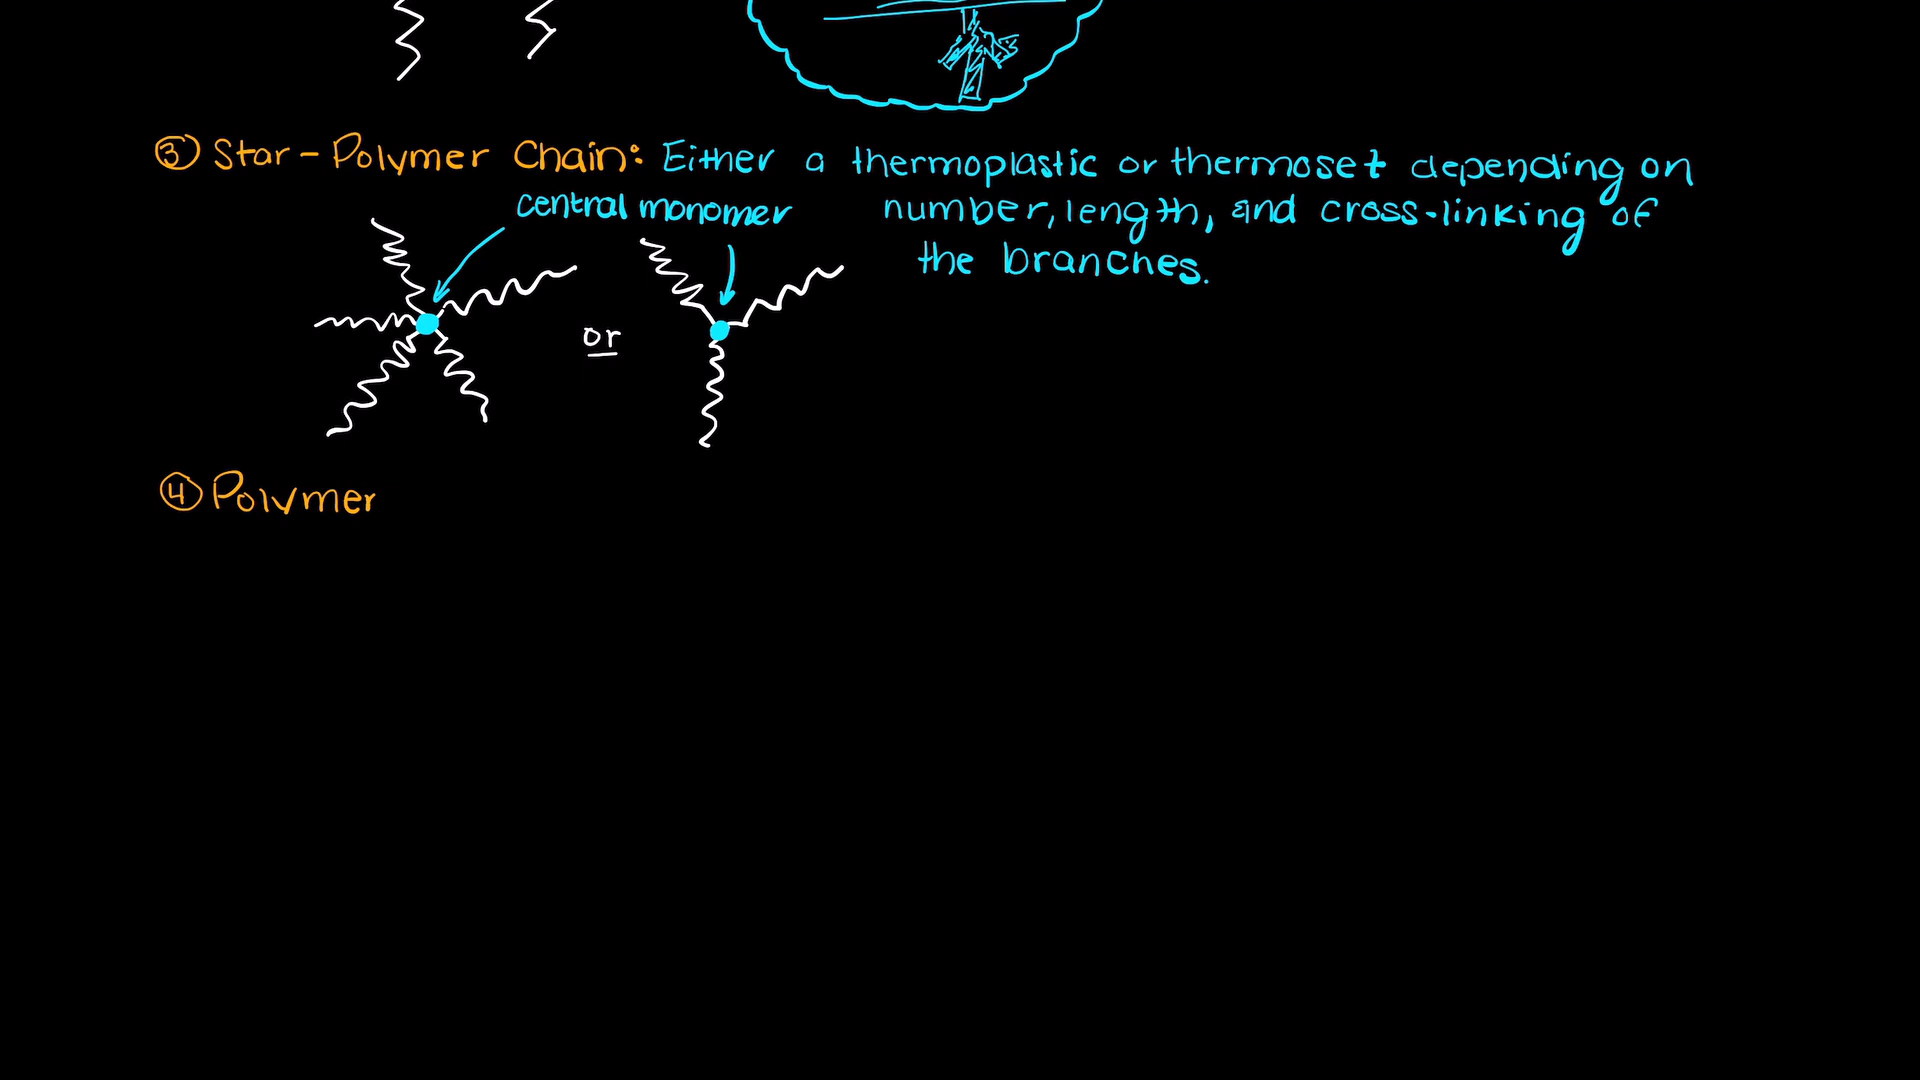 ③ Star-Polymer Chain: Either a thermoplastic or thermoset depending on
number, length, and cross-linking of
the branches.
central monomer
or
④ Polymer